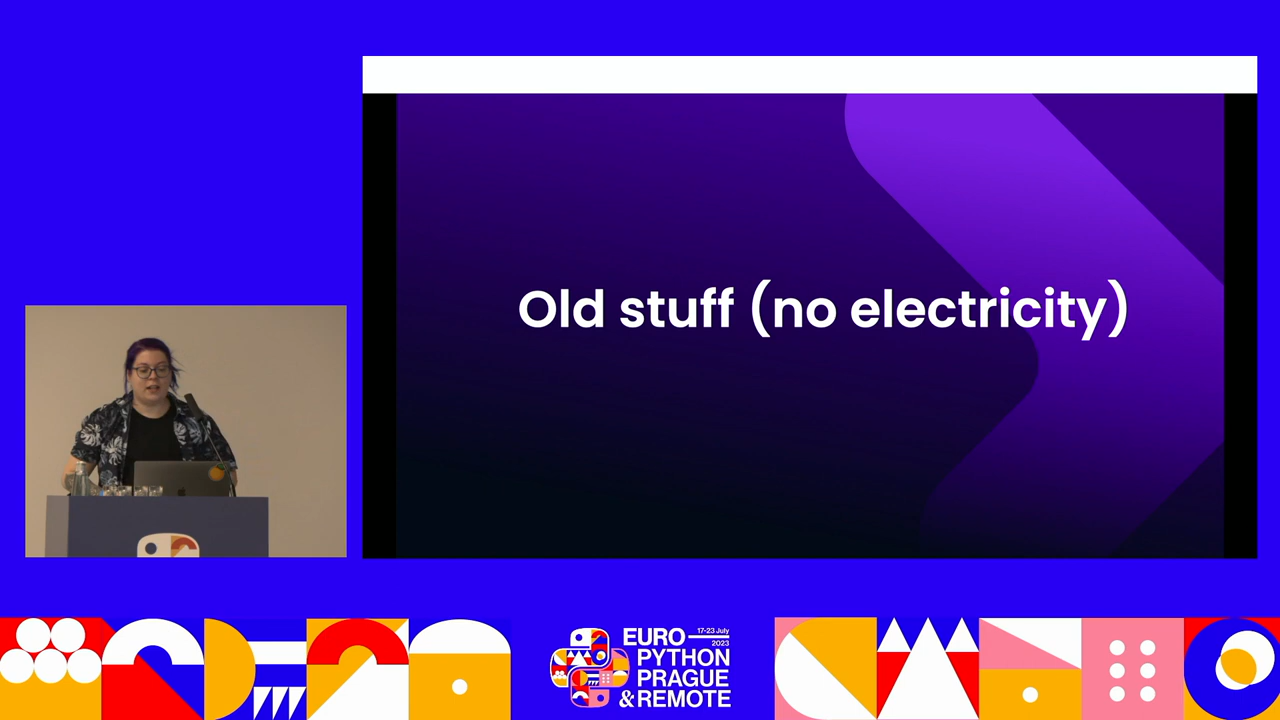 Old stuff (no electricity)
EURO
17-23 July
2023
PYTHON
PRAGUE
&REMOTE